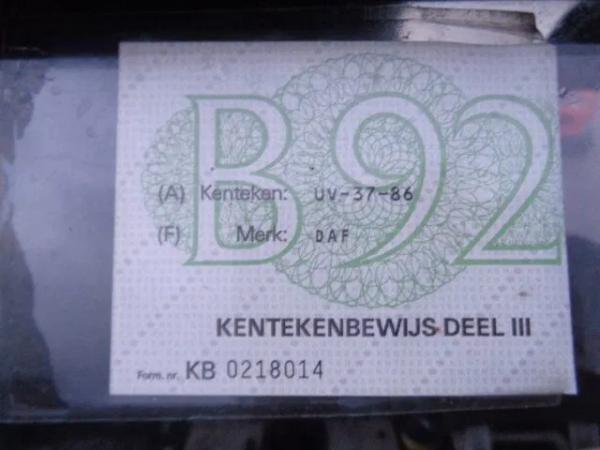 B92
(A) Kenteken: UV-37-86
(F) Merk: DAF
KENTEKENBEWIJS DEEL III
Form. nr. KB 0218014